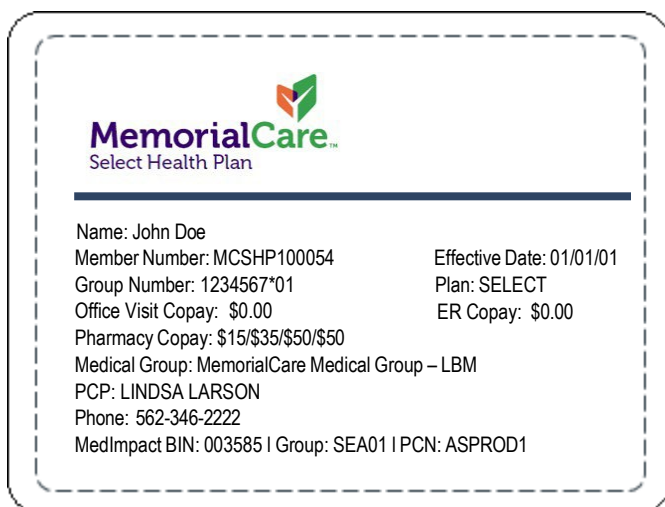 MemorialCare™
Select Health Plan
Name: John Doe
Member Number: MCSHP100054 Effective Date: 01/01/01
Group Number: 1234567*01 Plan: SELECT
Office Visit Copay: $0.00 ER Copay: $0.00
Pharmacy Copay: $15/$35/$50/$50
Medical Group: MemorialCare Medical Group – LBM
PCP: LINDSA LARSON
Phone: 562-346-2222
MedImpact BIN: 003585 I Group: SEA01 I PCN: ASPROD1